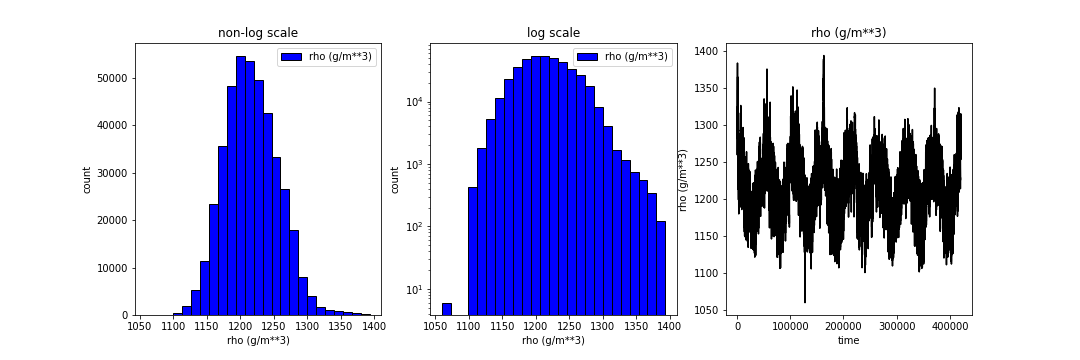 non-log scale
rho (g/m**3)
50000
40000
30000
20000
10000
0
count
1050 1100 1150 1200 1250 1300 1350 1400
rho (g/m**3)
log scale
rho (g/m**3)
10^4
10^3
10^2
10^1
count
1050 1100 1150 1200 1250 1300 1350 1400
rho (g/m**3)
rho (g/m**3)
1400
1350
1300
1250
1200
1150
1100
1050
rho (g/m**3)
0 100000 200000 300000 400000
time